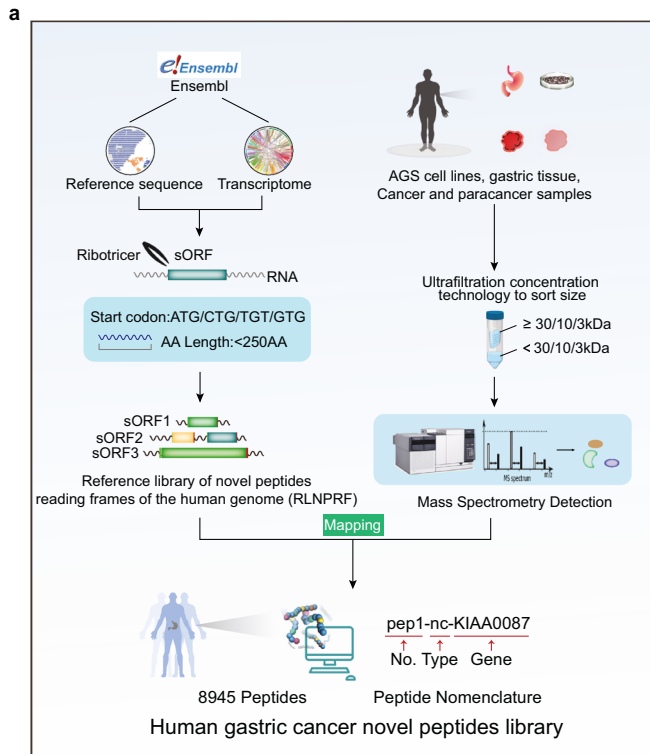 a
e!Ensembl
Ensembl
Reference sequence
Transcriptome
Ribotricer
sORF
RNA
Start codon:ATG/CTG/TGT/GTG
AA Length:<250AA
sORF1
sORF2
sORF3
Reference library of novel peptides
reading frames of the human genome (RLNPRF)
AGS cell lines, gastric tissue,
Cancer and paracancer samples
Ultrafiltration concentration
technology to sort size
≥ 30/10/3kDa
< 30/10/3kDa
MS spectrum
m/z
Mass Spectrometry Detection
Mapping
pep1-nc-KIAA0087
No. Type Gene
8945 Peptides
Peptide Nomenclature
Human gastric cancer novel peptides library